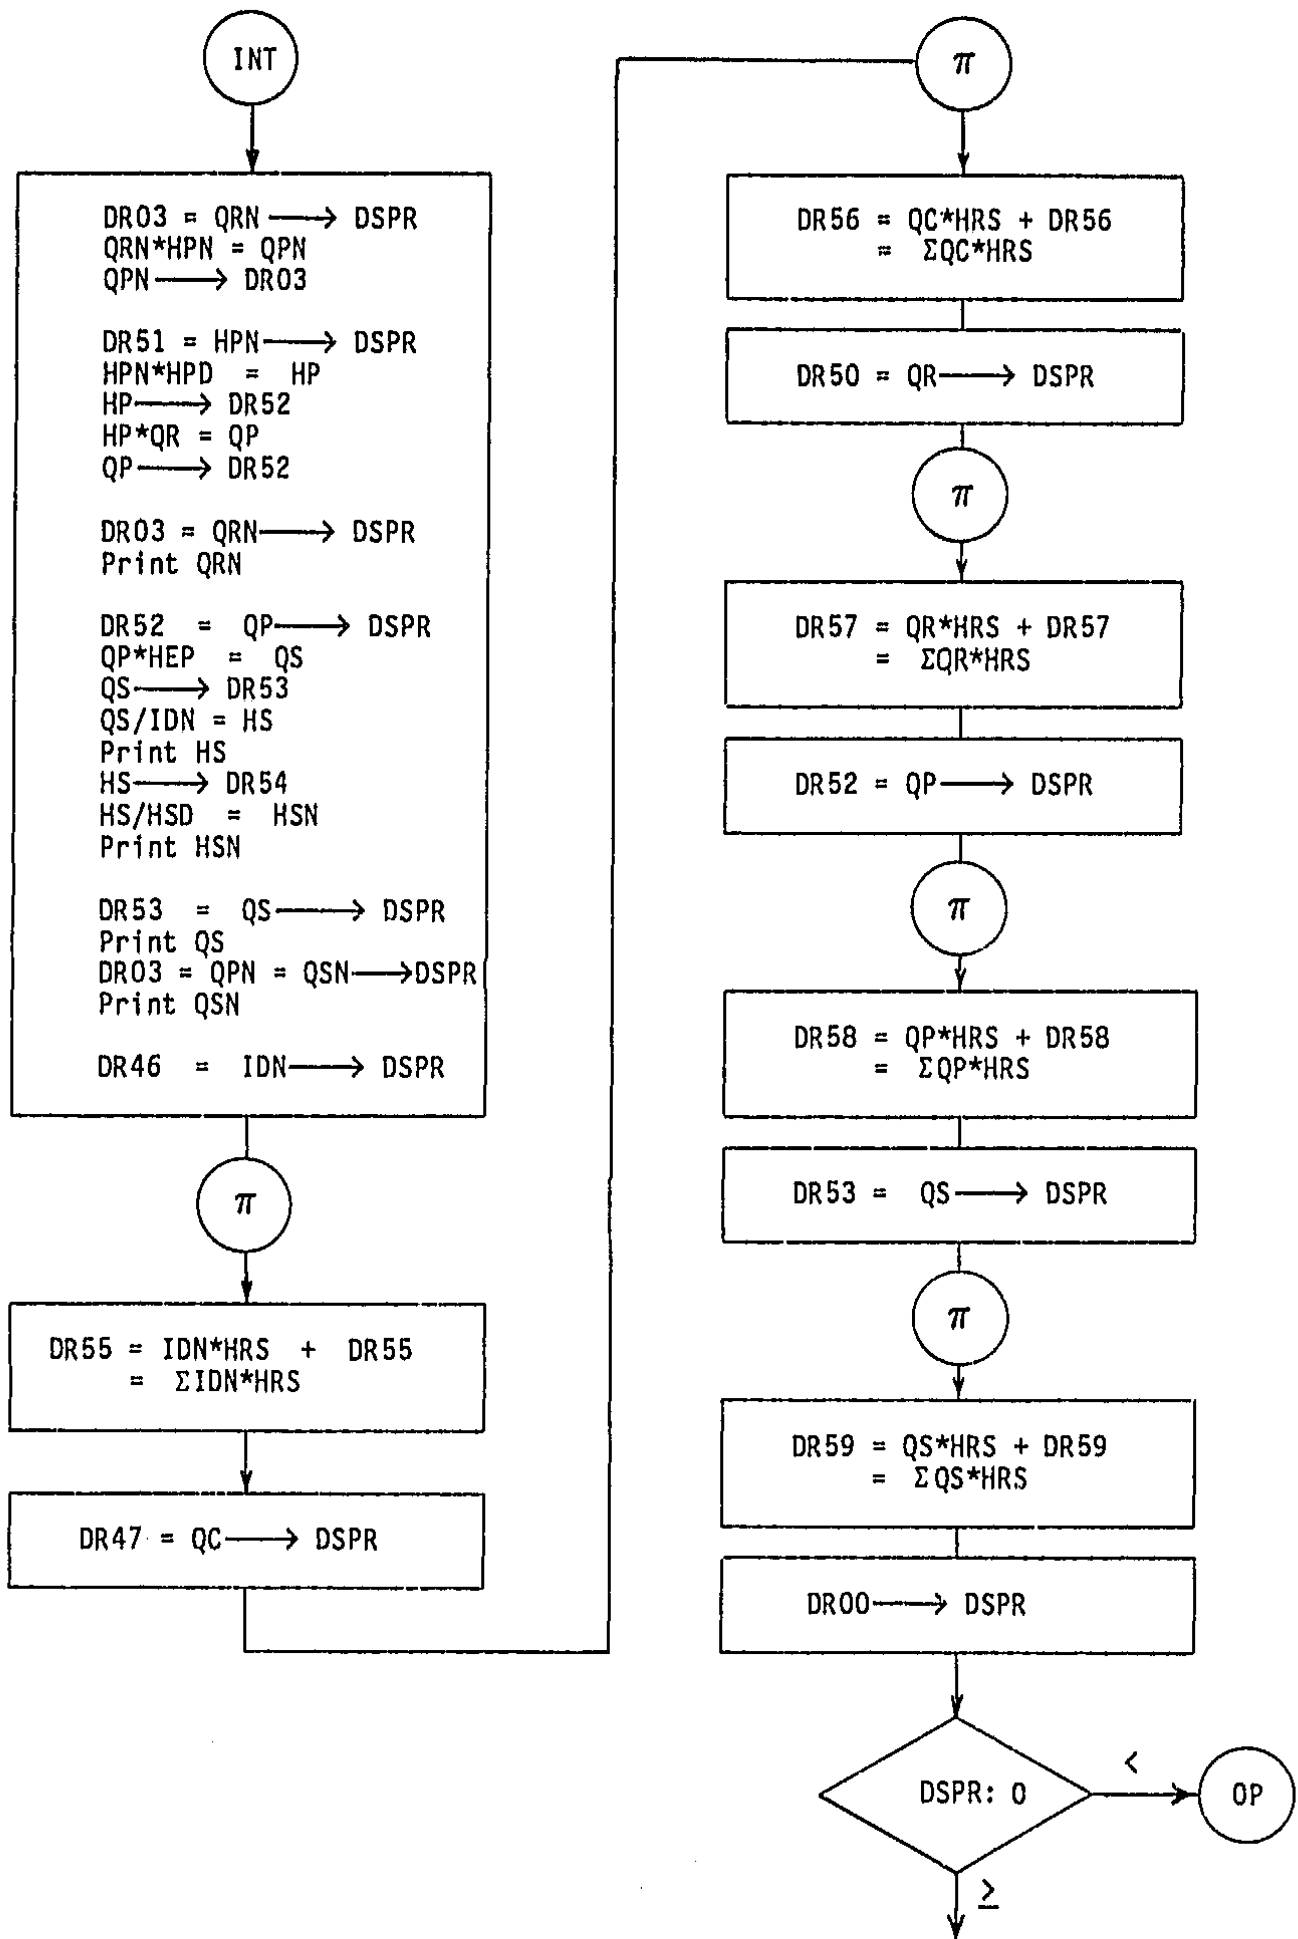 INT
DR03 = QRN → DSPR
QRN*HPN = QPN
QPN → DR03
DR51 = HPN → DSPR
HPN*HPD = HP
HP → DR52
HP*QR = QP
QP → DR52
DR03 = QRN → DSPR
Print QRN
DR52 = QP → DSPR
QP*HEP = QS
QS → DR53
QS/IDN = HS
Print HS
HS → DR54
HS/HSD = HSN
Print HSN
DR53 = QS → DSPR
Print QS
DR03 = QPN = QSN → DSPR
Print QSN
DR46 = IDN → DSPR
π
DR55 = IDN*HRS + DR55
= ΣIDN*HRS
DR47 = QC → DSPR
π
DR56 = QC*HRS + DR56
= ΣQC*HRS
DR50 = QR → DSPR
π
DR57 = QR*HRS + DR57
= ΣQR*HRS
DR52 = QP → DSPR
π
DR58 = QP*HRS + DR58
= ΣQP*HRS
DR53 = QS → DSPR
π
DR59 = QS*HRS + DR59
= ΣQS*HRS
DR00 → DSPR
DSPR: 0
<
OP
≥